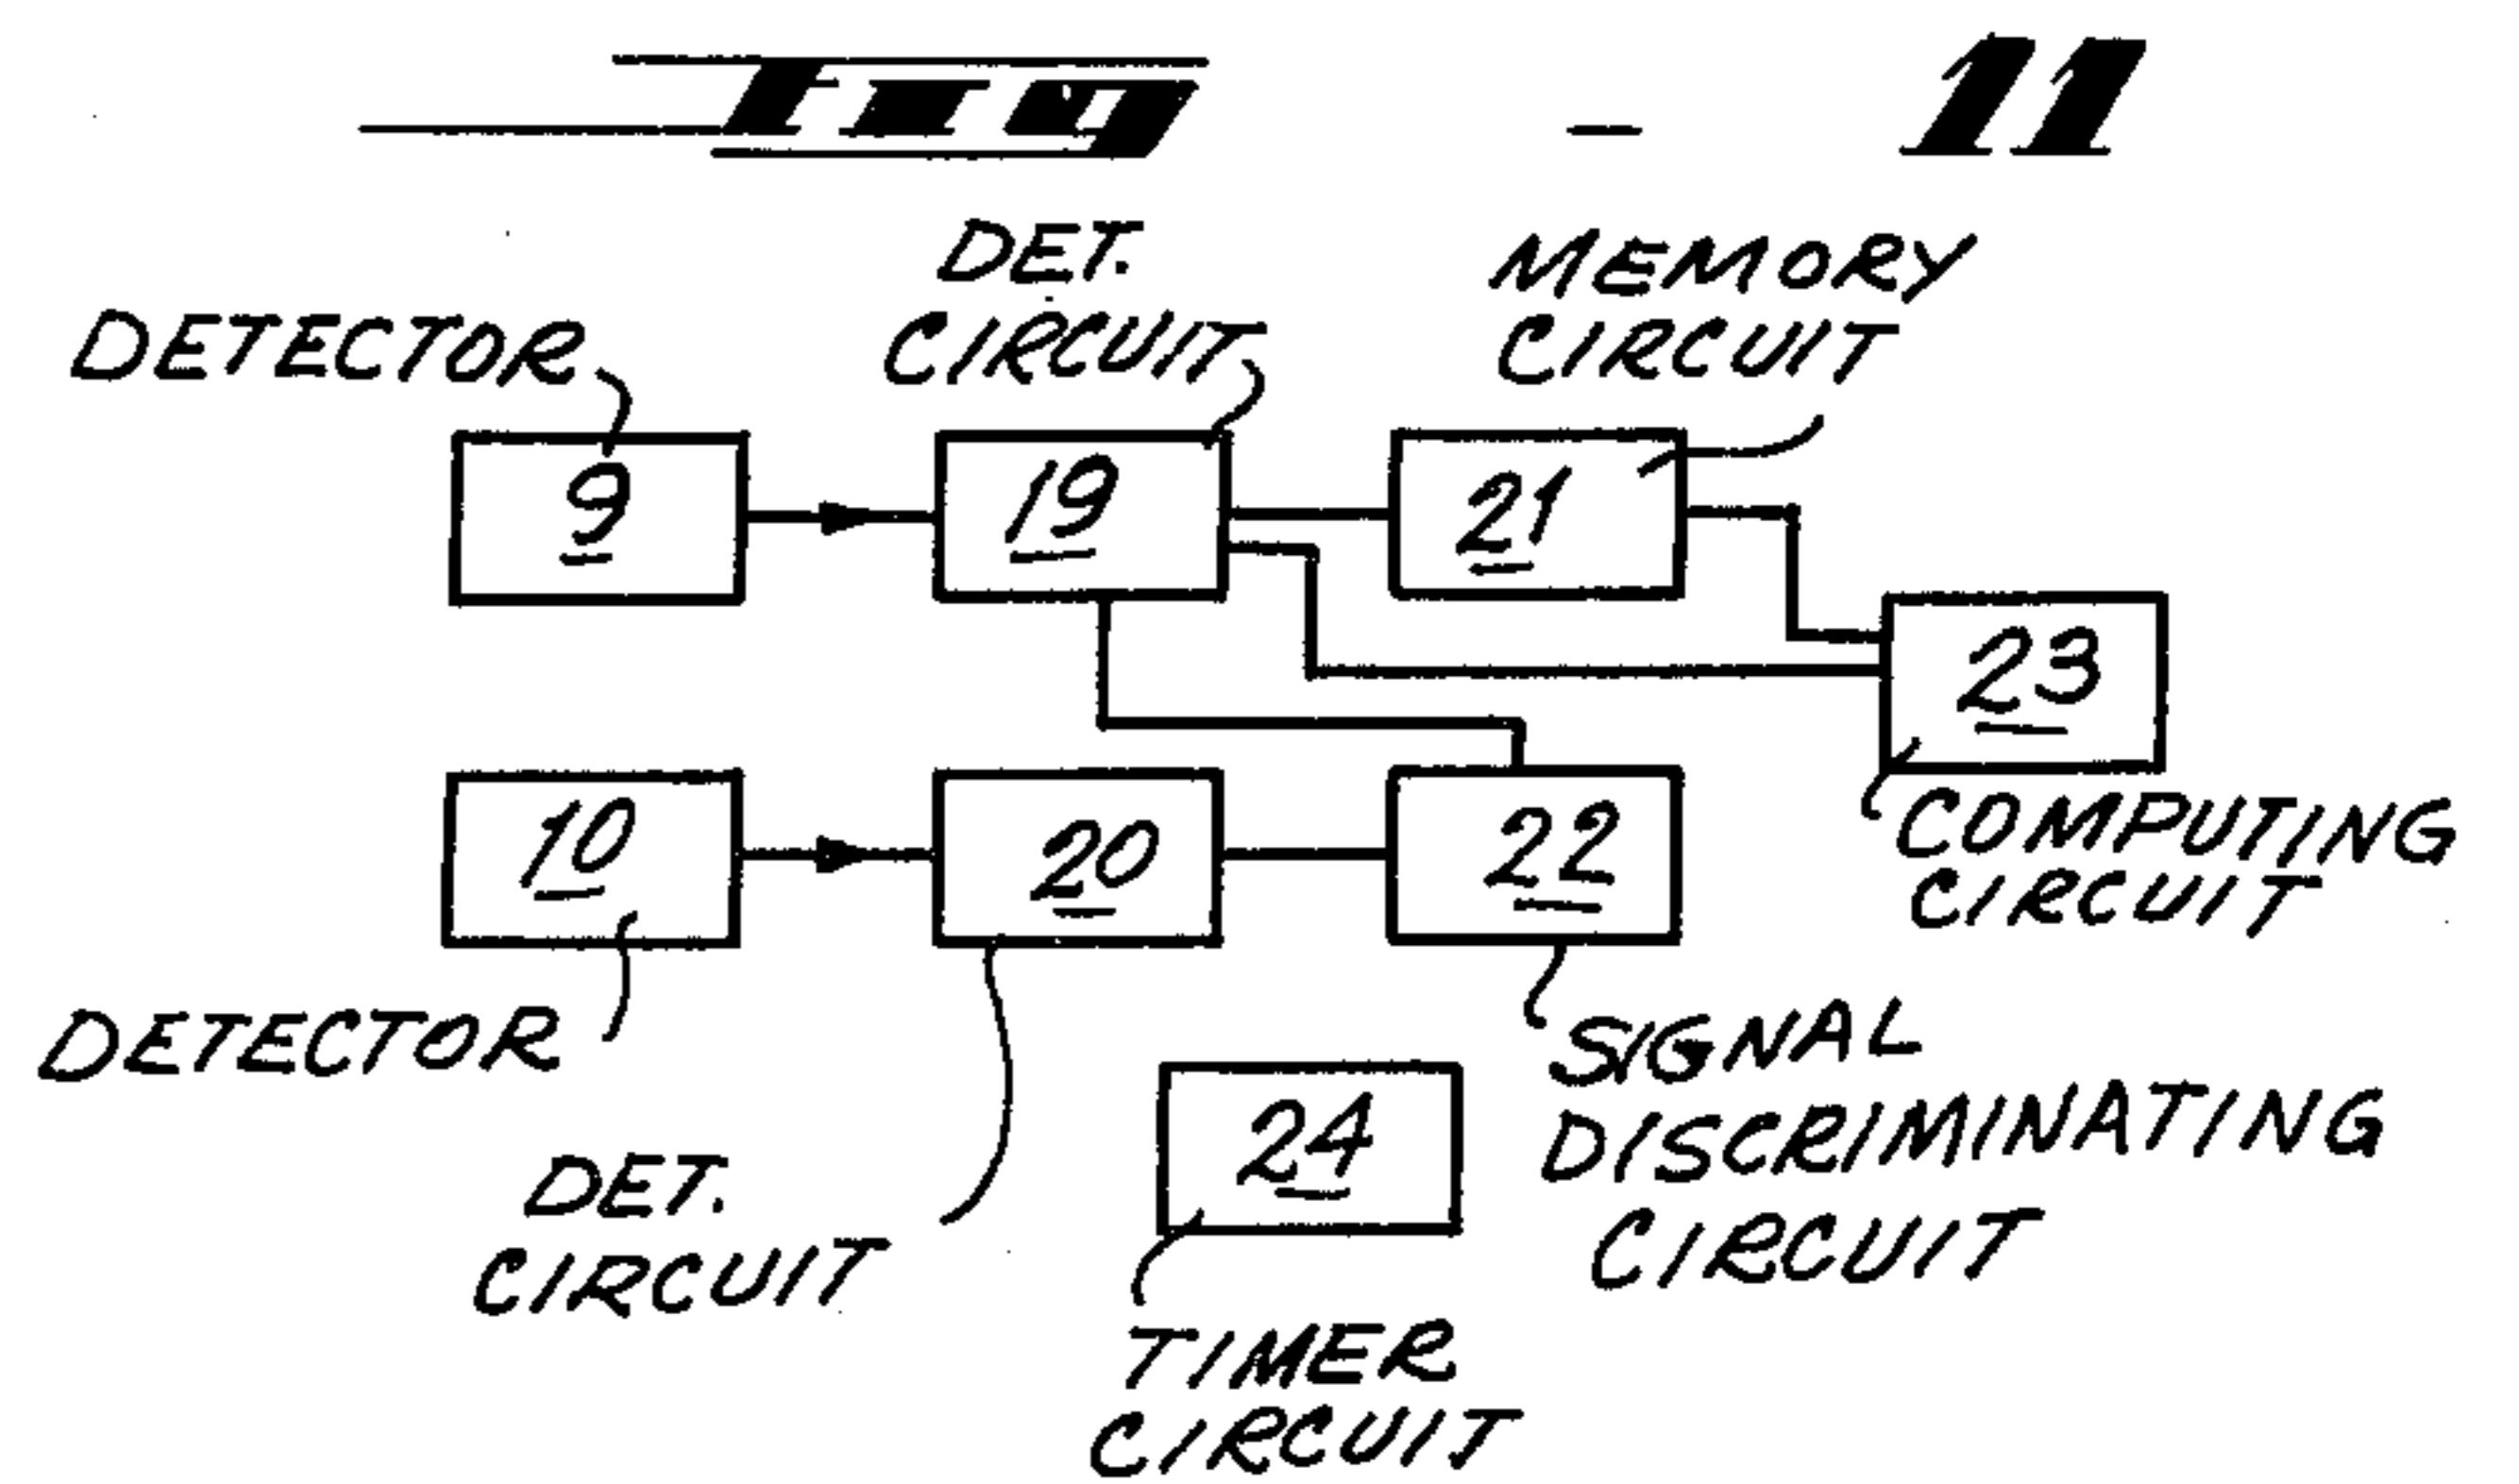 Fig - 11
DET.
CIRCUIT
MEMORY
CIRCUIT
DETECTOR
9
19
21
23
10
20
22
COMPUTING
CIRCUIT
DETECTOR
SIGNAL
DISCRIMINATING
CIRCUIT
24
DET.
CIRCUIT
TIMER
CIRCUIT